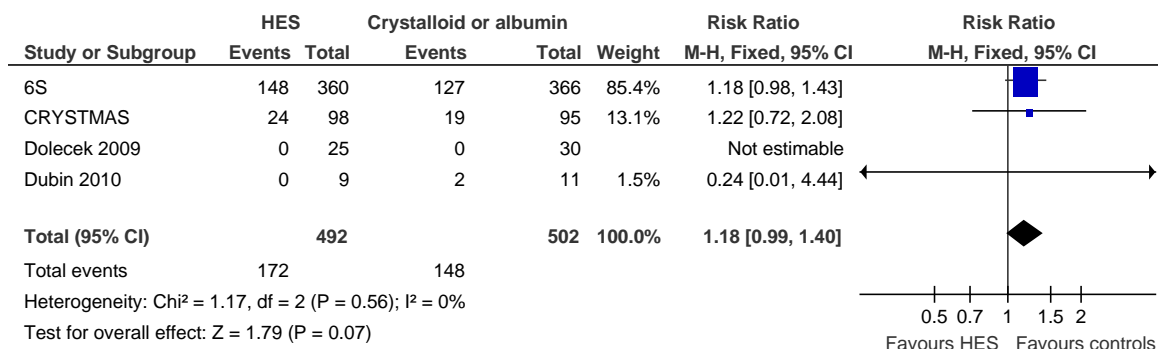 HES Crystalloid or albumin Risk Ratio Risk Ratio
Study or Subgroup Events Total Events Total Weight M-H, Fixed, 95% CI M-H, Fixed, 95% CI
6S 148 360 127 366 85.4% 1.18 [0.98, 1.43]
CRYSTMAS 24 98 19 95 13.1% 1.22 [0.72, 2.08]
Dolecek 2009 0 25 0 30 Not estimable
Dubin 2010 0 9 2 11 1.5% 0.24 [0.01, 4.44]
Total (95% CI) 492 502 100.0% 1.18 [0.99, 1.40]
Total events 172 148
Heterogeneity: Chi² = 1.17, df = 2 (P = 0.56); I² = 0%
Test for overall effect: Z = 1.79 (P = 0.07)
0.5 0.7 1 1.5 2
Favours HES Favours controls